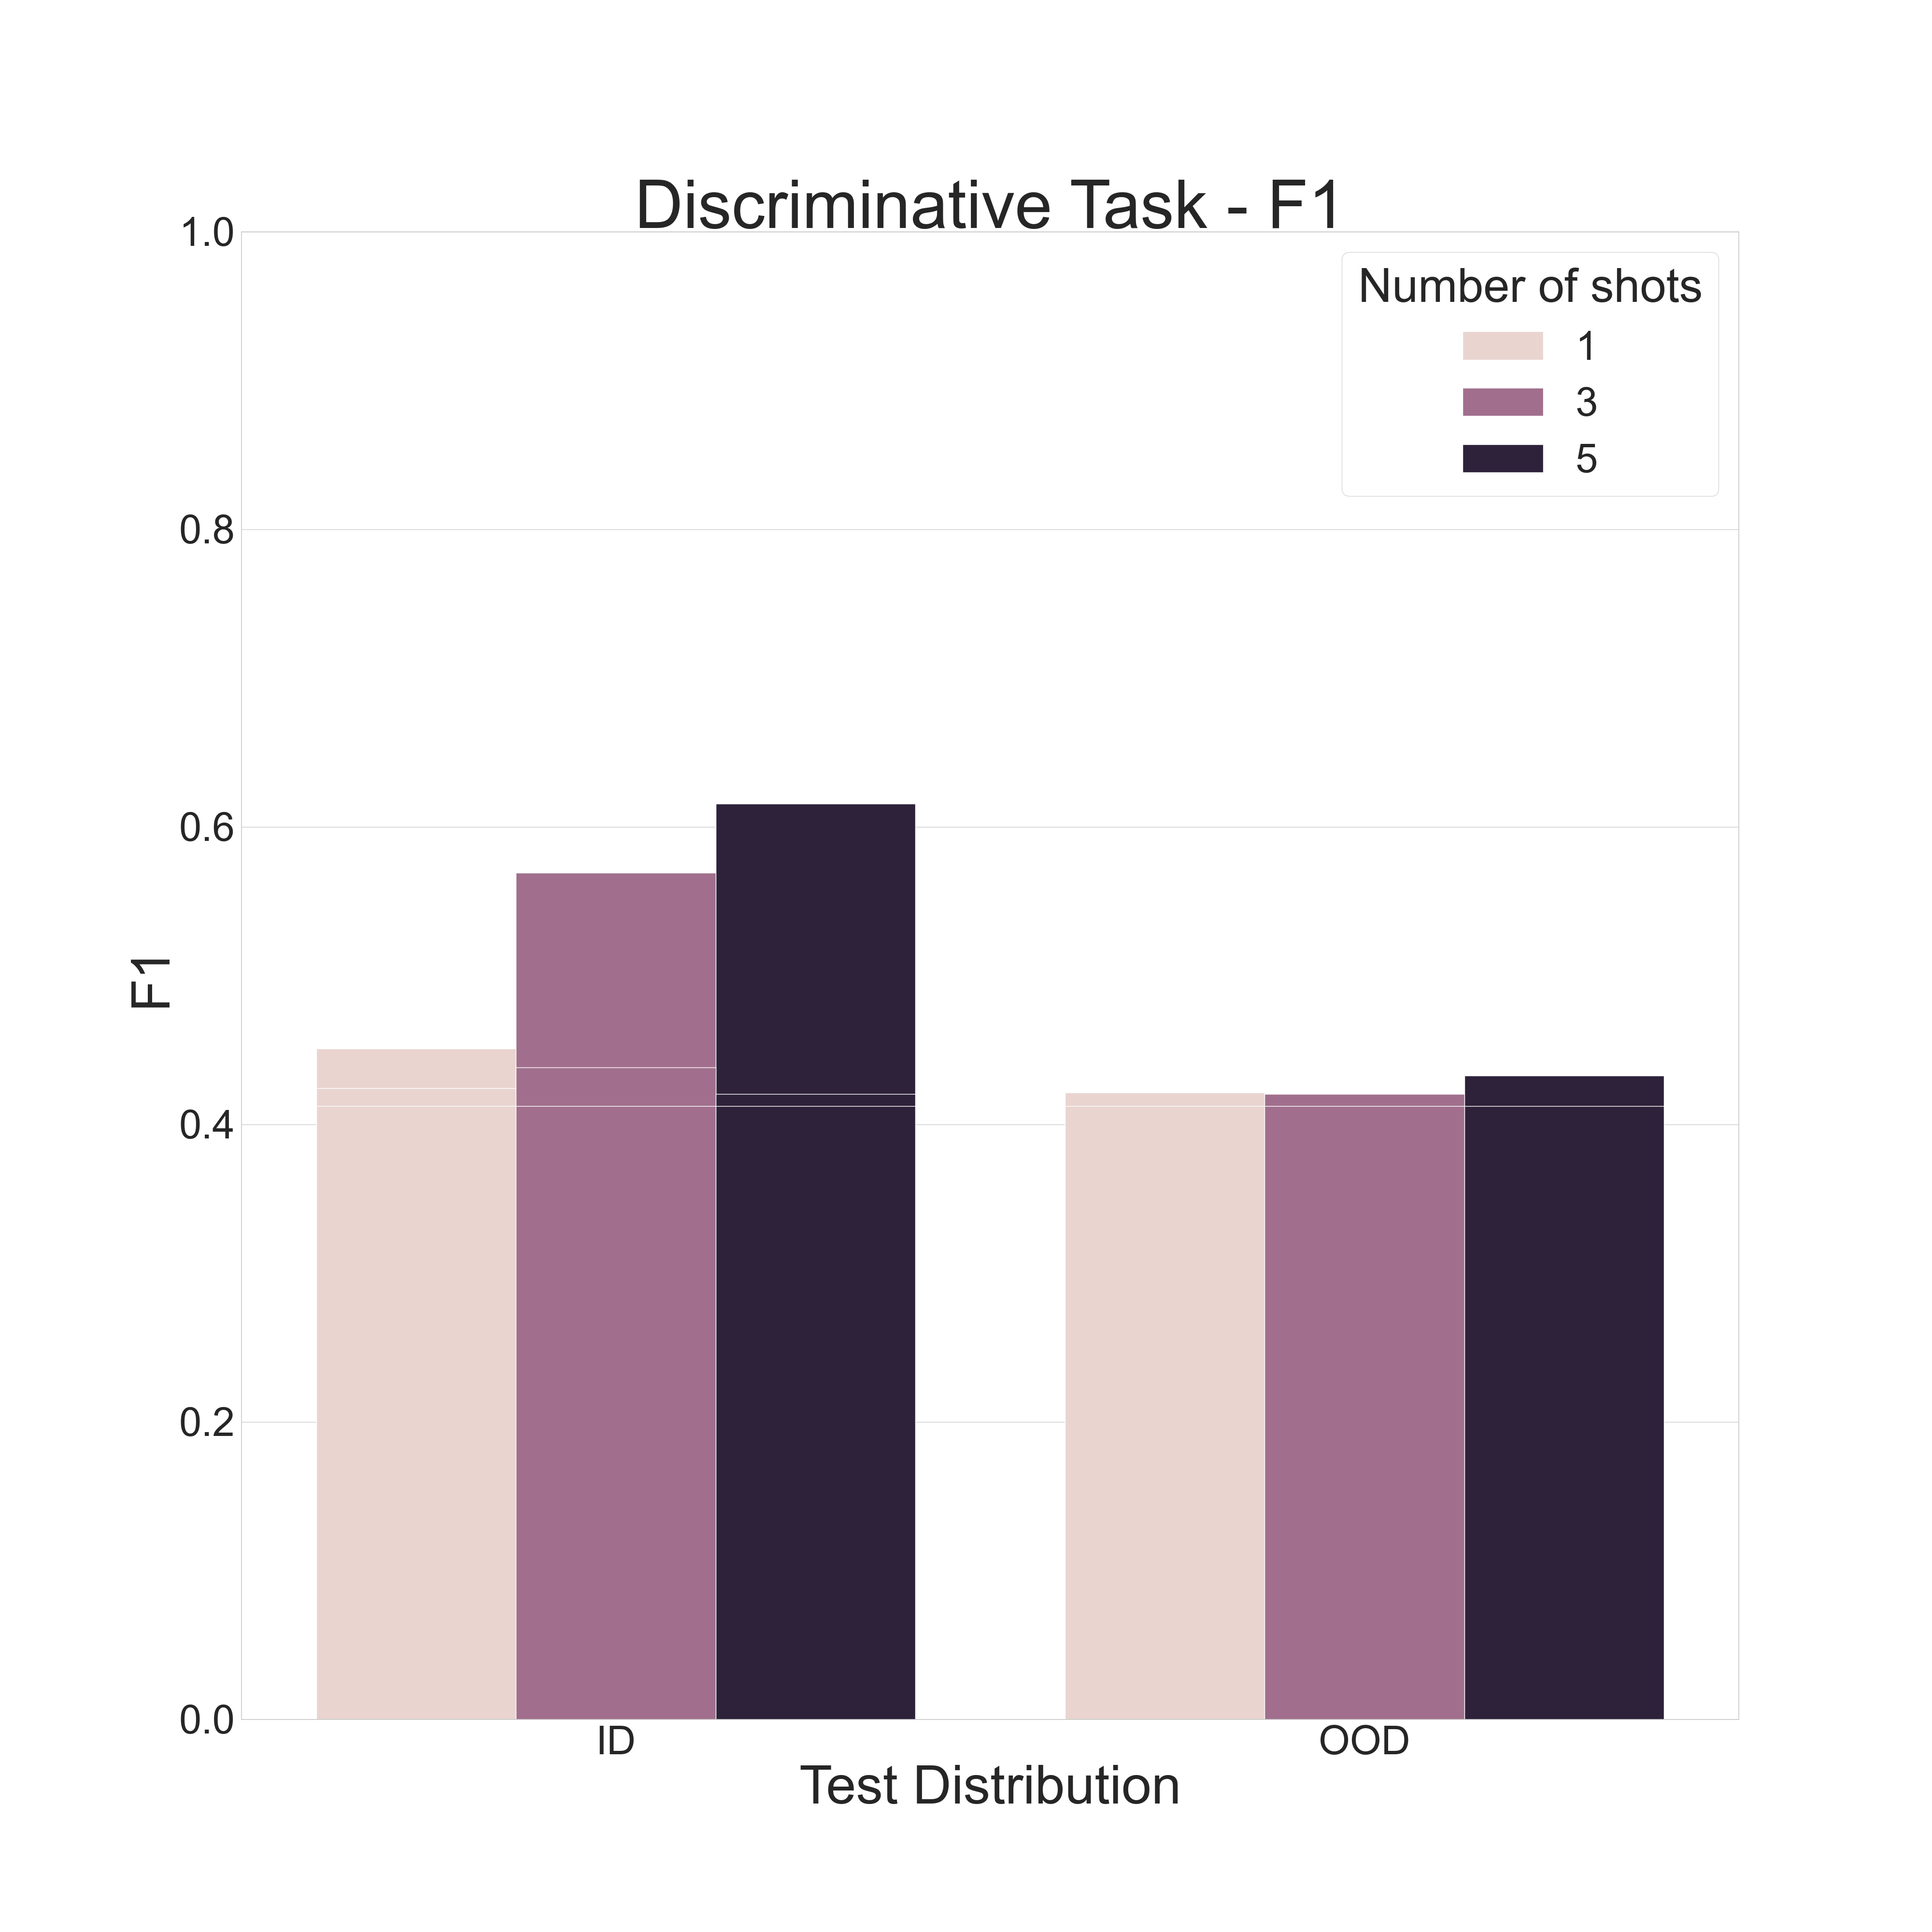 Discriminative Task - F1
1.0
0.8
0.6
0.4
0.2
0.0
F1
Number of shots
1
3
5
ID
OOD
Test Distribution